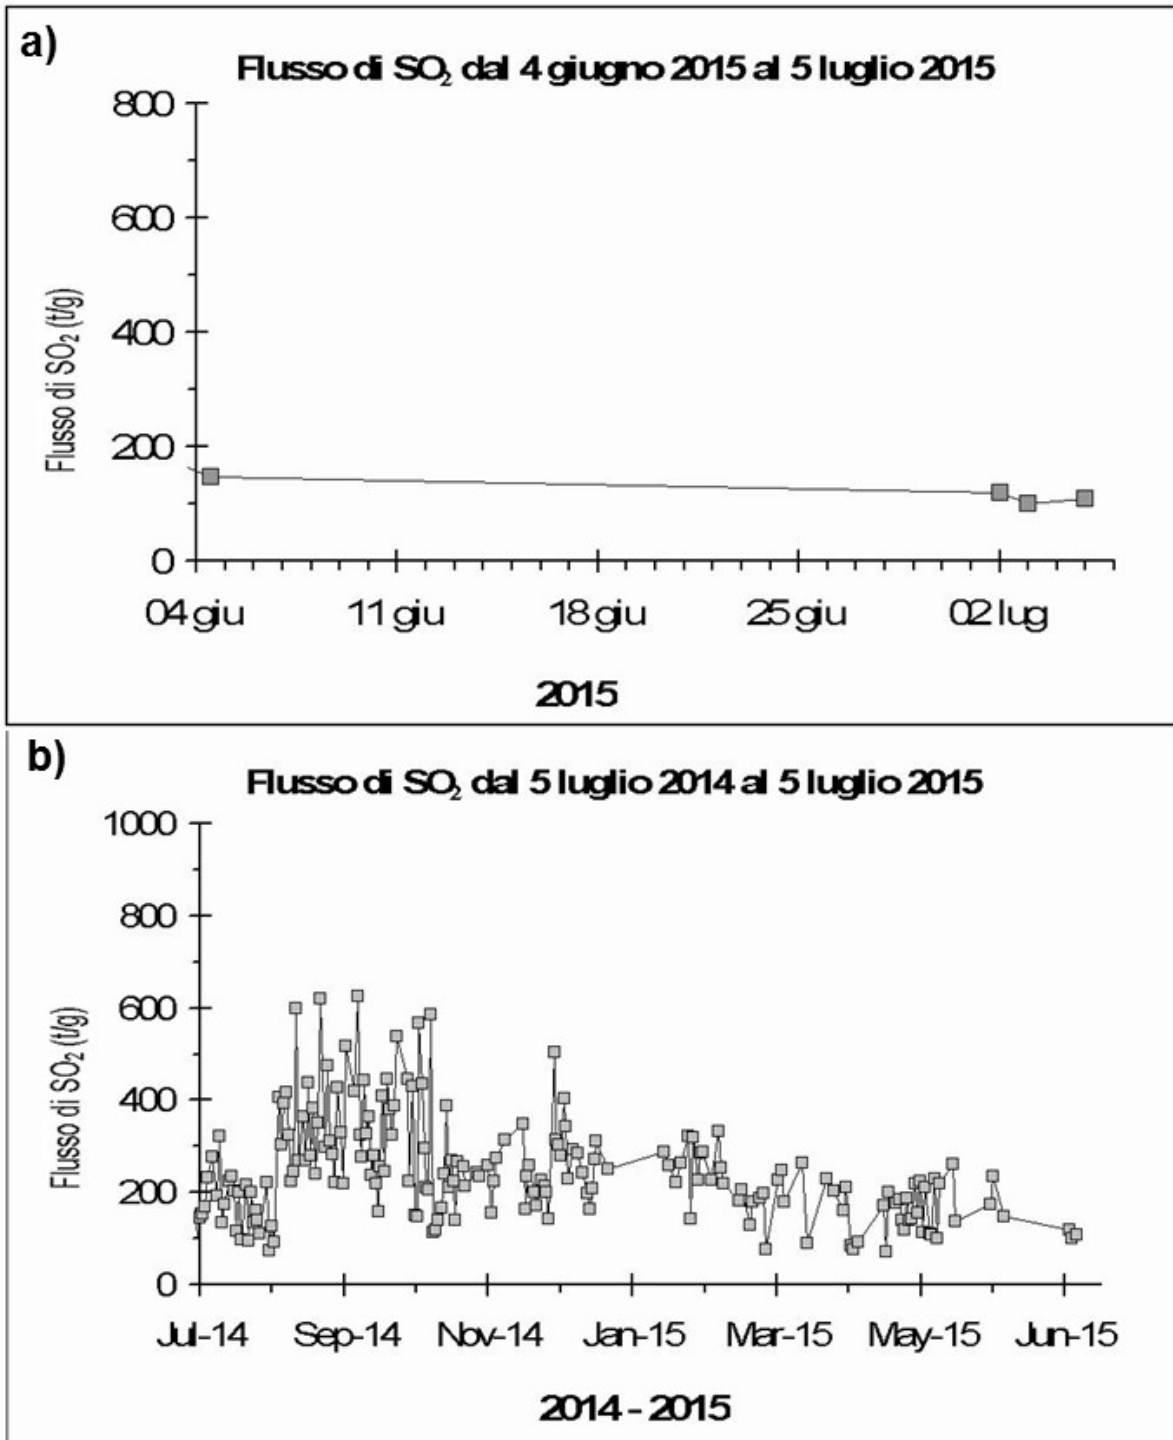 a)
Flusso di SO₂ dal 4 giugno 2015 al 5 luglio 2015
800
600
400
200
0
Flusso di SO₂ (t/g)
04 giu 11 giu 18 giu 25 giu 02 lug
2015
b)
Flusso di SO₂ dal 5 luglio 2014 al 5 luglio 2015
1000
800
600
400
200
0
Flusso di SO₂ (t/g)
Jul-14 Sep-14 Nov-14 Jan-15 Mar-15 May-15 Jun-15
2014 - 2015